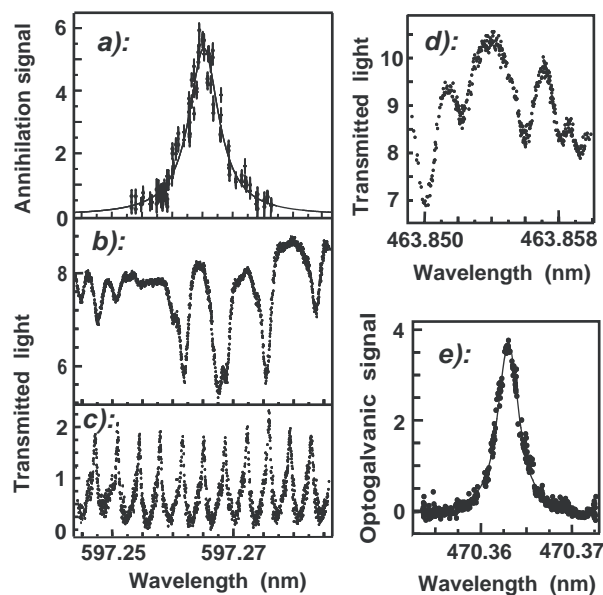 a):
Annihilation signal
6
4
2
0
b):
8
6
c):
2
1
0
Transmitted light
597.25 597.27
Wavelength (nm)
d):
Transmitted light
10
9
8
7
463.850 463.858
Wavelength (nm)
e):
Optogalvanic signal
4
2
0
470.36 470.37
Wavelength (nm)